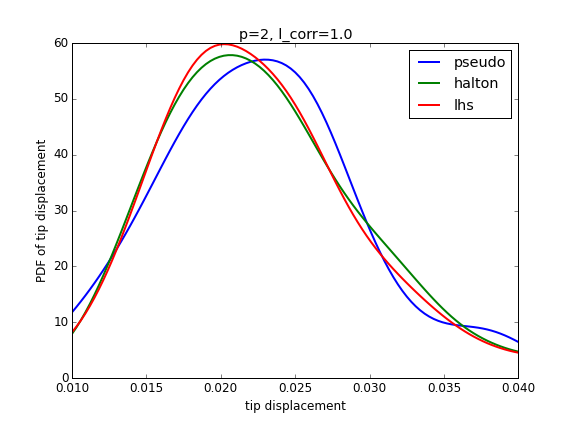 p=2, l_corr=1.0
60
50
40
30
20
10
0
PDF of tip displacement
pseudo
halton
lhs
0.010 0.015 0.020 0.025 0.030 0.035 0.040
tip displacement